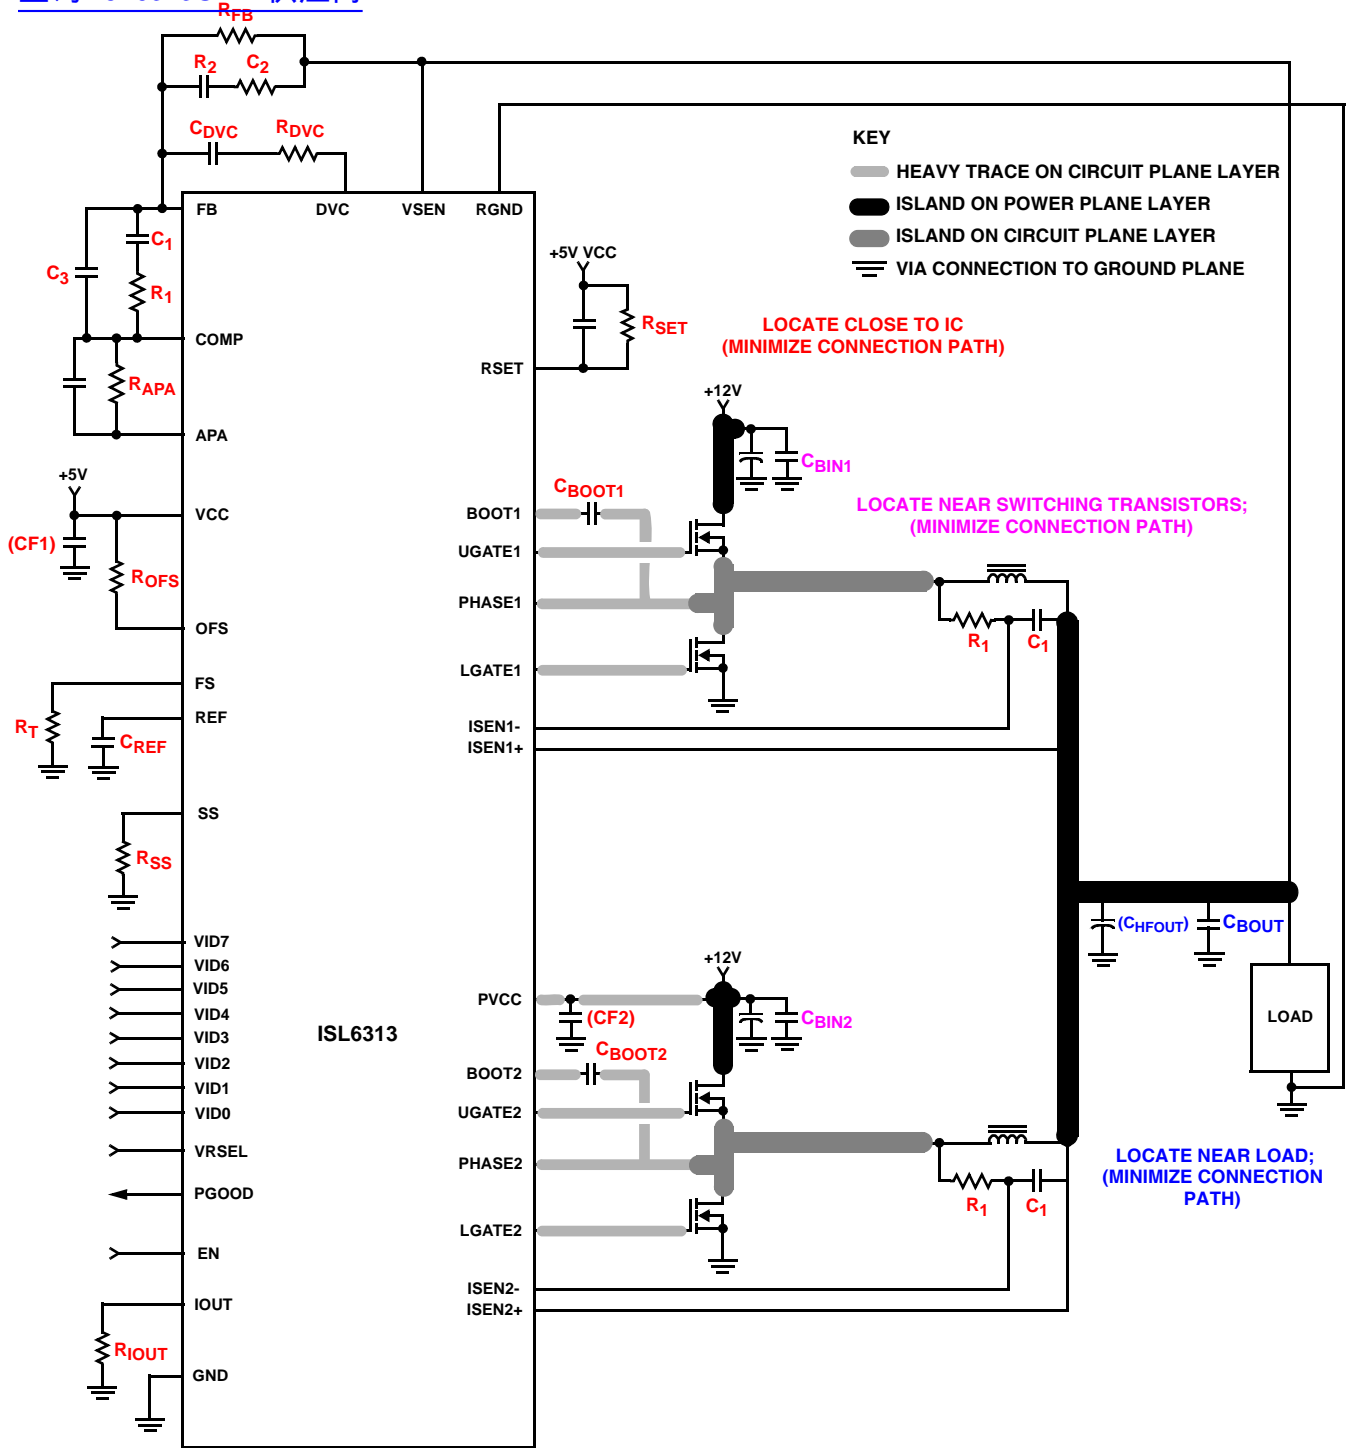 RFB
R2 C2
CDVC RDVC
FB DVC VSEN RGND
KEY
HEAVY TRACE ON CIRCUIT PLANE LAYER
ISLAND ON POWER PLANE LAYER
ISLAND ON CIRCUIT PLANE LAYER
VIA CONNECTION TO GROUND PLANE
C1
C3
R1
+5V VCC
RSET
LOCATE CLOSE TO IC
(MINIMIZE CONNECTION PATH)
COMP
RSET
RAPA
+12V
APA
CBIN1
+5V
CBOOT1
LOCATE NEAR SWITCHING TRANSISTORS;
(MINIMIZE CONNECTION PATH)
VCC
BOOT1
(CF1)
UGATE1
ROFS
PHASE1
OFS
R1 C1
LGATE1
FS
REF
RT
CREF
ISEN1-
ISEN1+
SS
RSS
(CHFOUT) CBOUT
VID7
VID6
VID5
VID4
VID3
VID2
VID1
VID0
+12V
PVCC
(CF2)
CBIN2
LOAD
ISL6313
CBOOT2
BOOT2
UGATE2
VRSEL
PHASE2
LOCATE NEAR LOAD;
(MINIMIZE CONNECTION
PATH)
PGOOD
R1 C1
LGATE2
EN
ISEN2-
IOUT
ISEN2+
RIOUT
GND